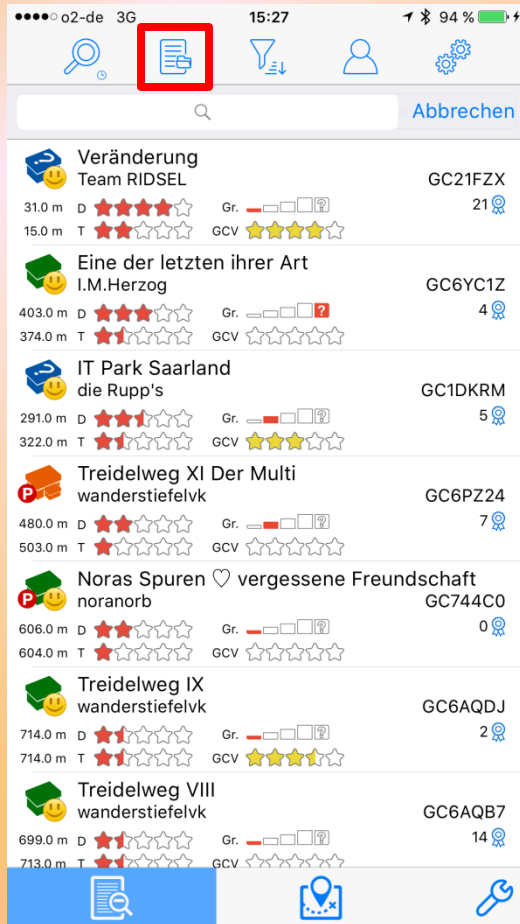 o2-de 3G 15:27 94 %
Abbrechen
Veränderung
Team RIDSEL GC21FZX
31.0 m D Gr. ? 21
15.0 m T GCV
Eine der letzten ihrer Art
I.M.Herzog GC6YC1Z
403.0 m D Gr. ? 4
374.0 m T GCV
IT Park Saarland
die Rupp's GC1DKRM
291.0 m D Gr. ? 5
322.0 m T GCV
Treidelweg XI Der Multi
P wanderstiefelvk GC6PZ24
480.0 m D Gr. ? 7
503.0 m T GCV
Noras Spuren ♡ vergessene Freundschaft
P noranorb GC744C0
606.0 m D Gr. ? 0
604.0 m T GCV
Treidelweg IX
wanderstiefelvk GC6AQDJ
714.0 m D Gr. ? 2
714.0 m T GCV
Treidelweg VIII
wanderstiefelvk GC6AQB7
699.0 m D Gr. ? 14
713.0 m T GCV